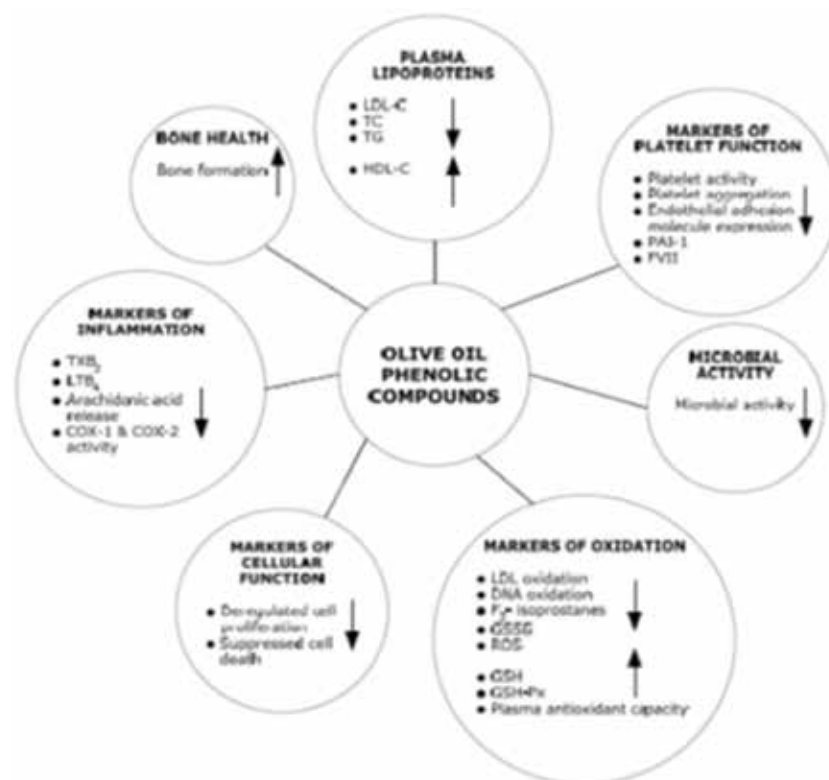 PLASMA
LIPOPROTEINS
• LDL-C
• TC
• TG
• HDL-C
BONE HEALTH
Bone formation
MARKERS OF
PLATELET FUNCTION
• Platelet activity
• Platelet aggregation
• Endothelial adhesion
molecule expression
• PAI-1
• FVII
MARKERS OF
INFLAMMATION
• TXB₂
• LTB₄
• Arachidonic acid
release
• COX-1 & COX-2
activity
OLIVE OIL
PHENOLIC
COMPOUNDS
MICROBIAL
ACTIVITY
Microbial activity
MARKERS OF
CELLULAR
FUNCTION
• Deregulated cell
proliferation
• Suppressed cell
death
MARKERS OF OXIDATION
• LDL oxidation
• DNA oxidation
• F₂- isoprostanes
• GSSG
• ROS
• GSH
• GSH-Px
• Plasma antioxidant capacity